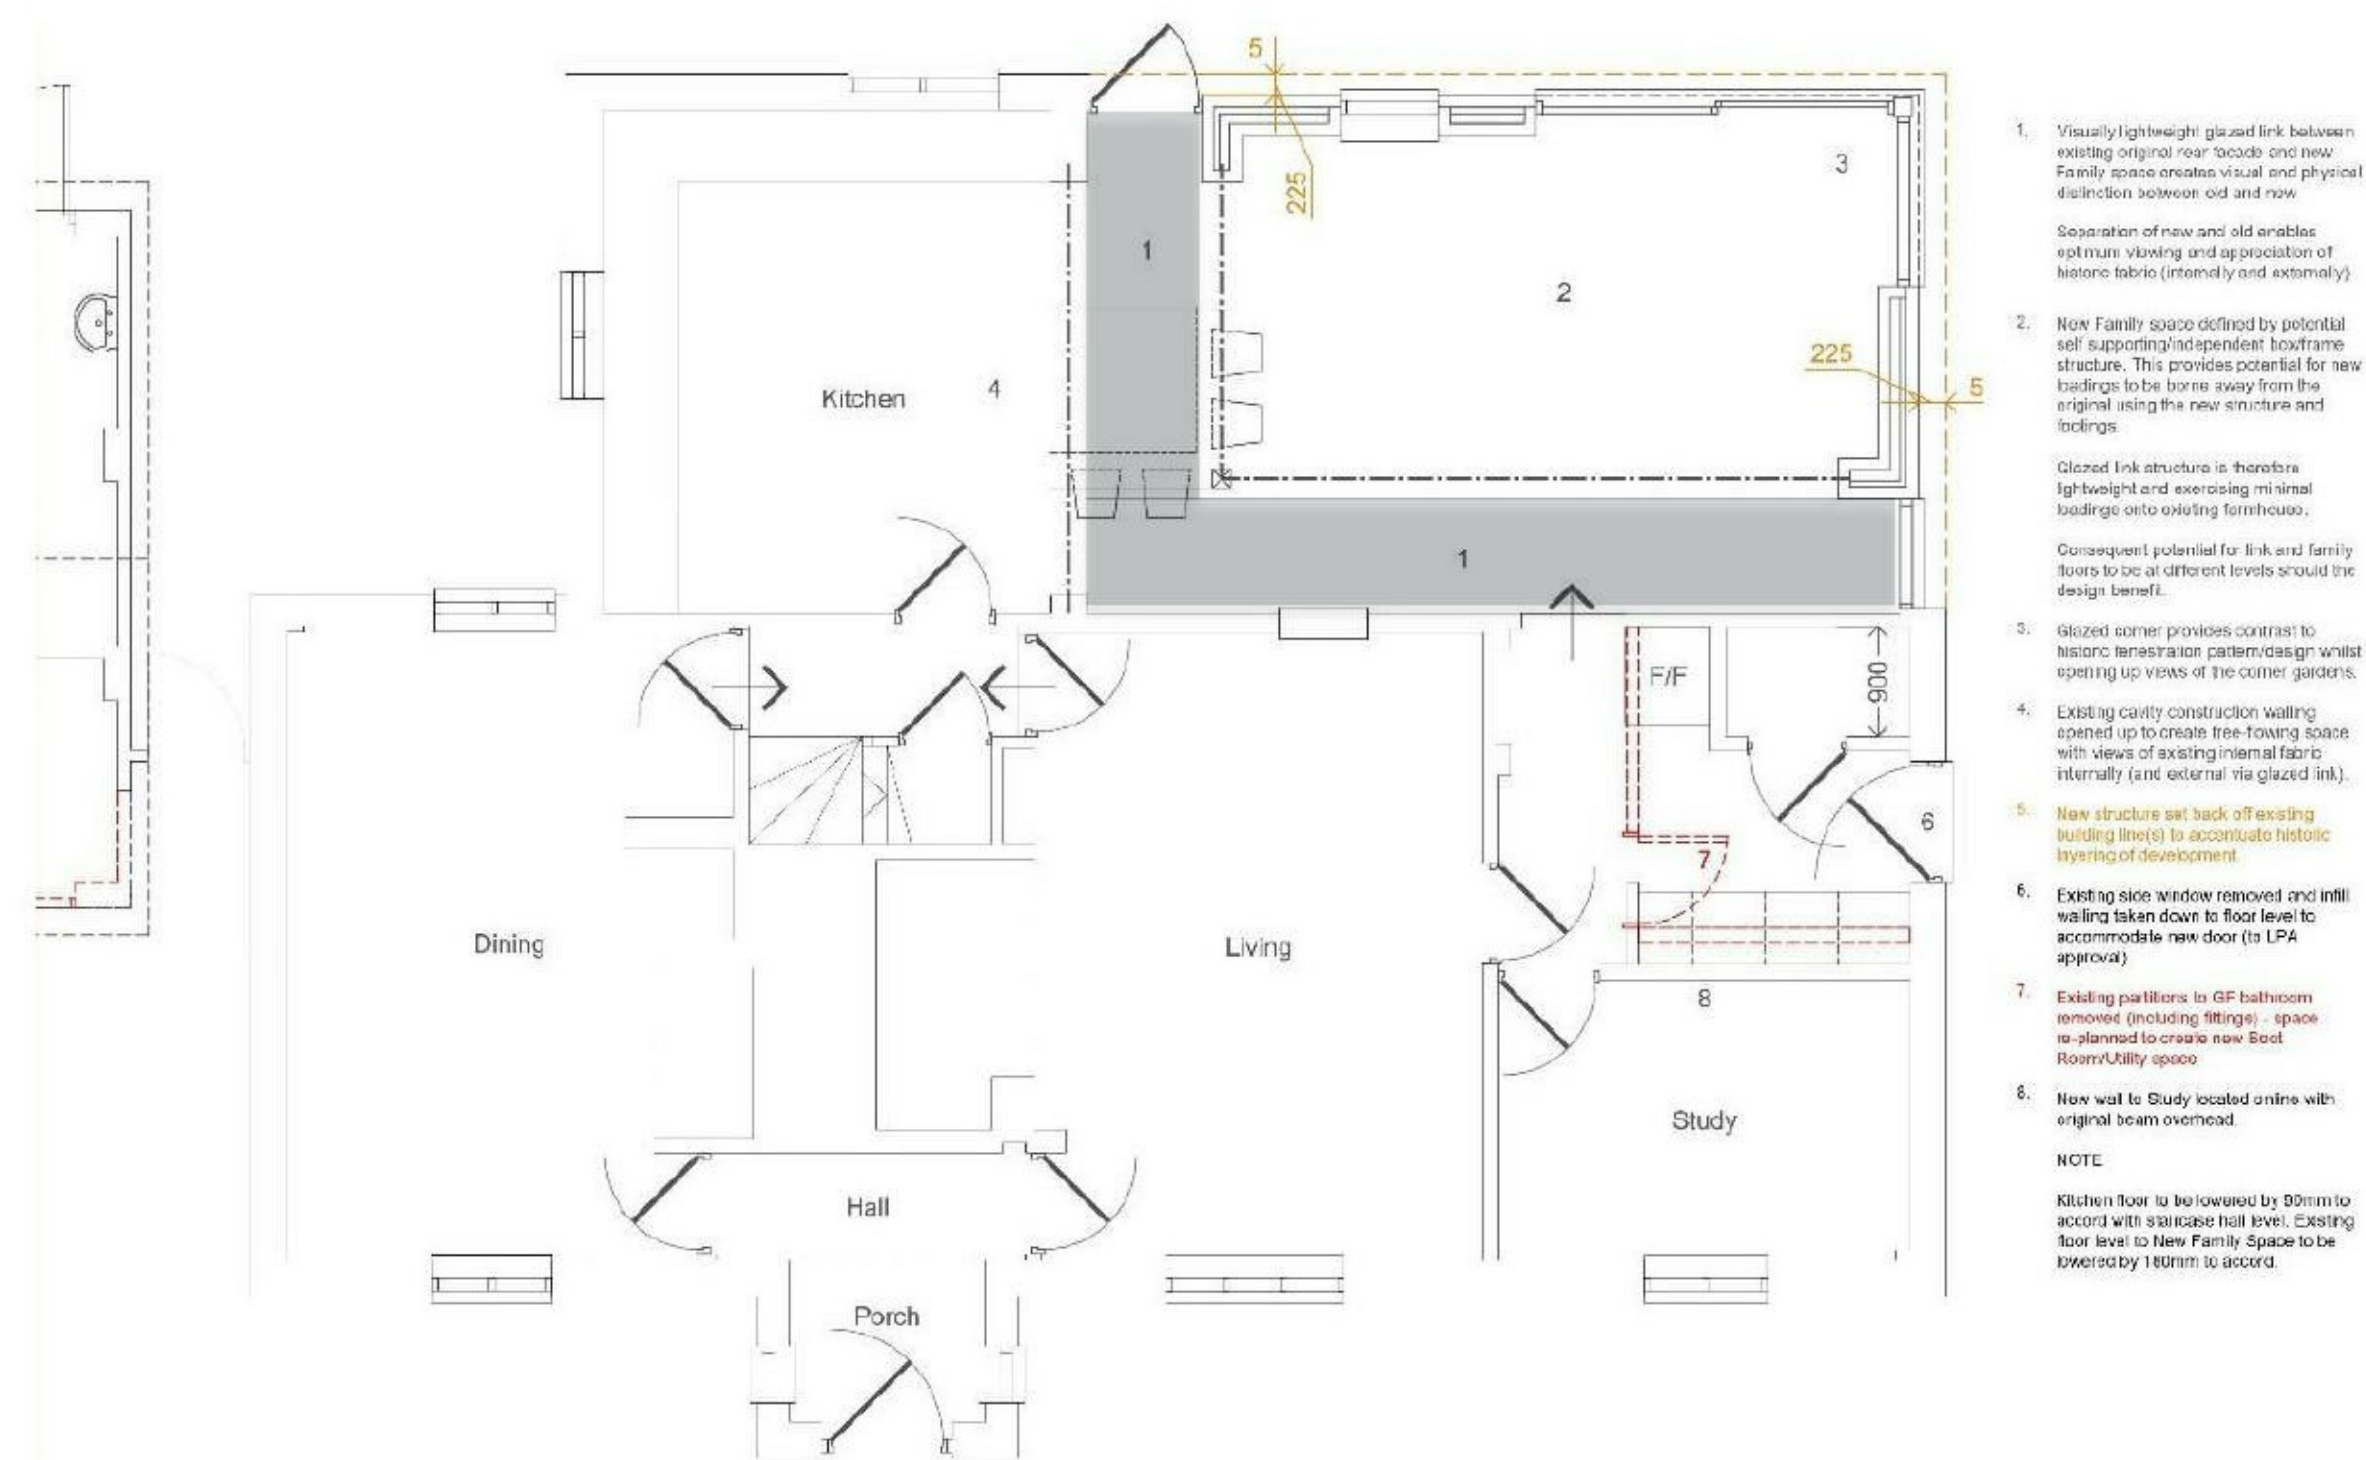 5
225
1
3
2
225
5
Kitchen
4
1
F/F
900
6
7
Dining
Living
8
Study
Hall
Porch
1. Visually lightweight glazed link between
existing original rear facade and new
Family space creates visual and physical
distinction between old and new
Separation of new and old enables
optimum viewing and appreciation of
historic fabric (internally and externally)
2. New Family space defined by potential
self supporting/independent box/frame
structure. This provides potential for new
loadings to be borne away from the
original using the new structure and
footings.
Glazed link structure is therefore
lightweight and exercising minimal
loadings onto existing farmhouse.
Consequent potential for link and family
floors to be at different levels should the
design benefit.
3. Glazed corner provides contrast to
historic fenestration pattern/design whilst
opening up views of the corner gardens.
4. Existing cavity construction walling
opened up to create free-flowing space
with views of existing internal fabric
internally (and external via glazed link).
5. New structure set back off existing
building line(s) to accentuate historic
layering of development
6. Existing side window removed and infill
walling taken down to floor level to
accommodate new door (to LPA
approval)
7. Existing partitions to GF bathroom
removed (including fittings) - space
re-planned to create new Boot
Room/Utility space
8. New wall to Study located online with
original beam overhead.
NOTE
Kitchen floor to be lowered by 90mm to
accord with staircase hall level. Existing
floor level to New Family Space to be
lowered by 180mm to accord.